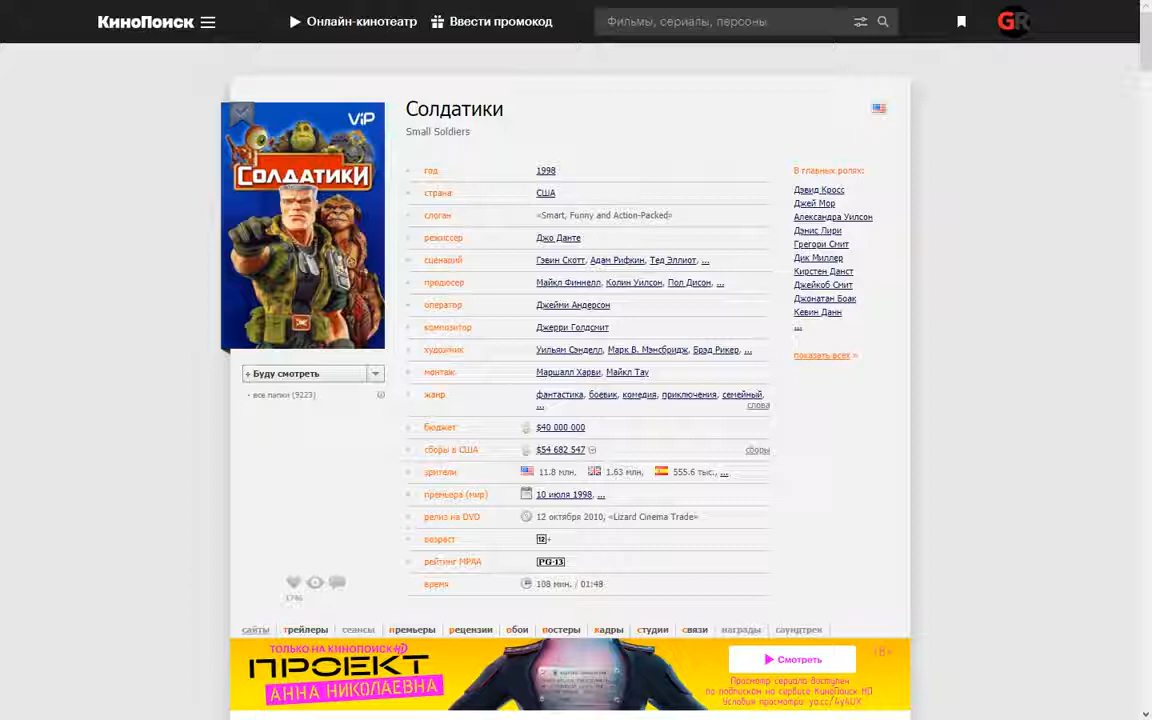 КиноПоиск
Онлайн-кинотеатр
Ввести промокод
Фильмы, сериалы, персоны
GR
ViP
СОЛДАТИКИ
Солдатики
Small Soldiers
год 1998
страна США
слоган «Smart, Funny and Action-Packed»
режиссер Джо Данте
сценарий Гэвин Скотт, Адам Рифкин, Тед Эллиот, ...
продюсер Майкл Финнелл, Колин Уилсон, Пол Дисон, ...
оператор Джейми Андерсон
композитор Джерри Голдсмит
художник Уильям Сэнделл, Марк В. Мэнсбридж, Брэд Рикер, ...
монтаж Маршалл Харви, Майкл Тау
жанр фантастика, боевик, комедия, приключения, семейный,
... слова
бюджет $40 000 000
сборы в США $54 682 547 сборы
зрители 11.8 млн, 1.63 млн, 555.6 тыс., ...
премьера (мир) 10 июля 1998, ...
релиз на DVD 12 октября 2010, «Lizard Cinema Trade»
возраст 12+
рейтинг MPAA PG-13
время 108 мин. / 01:48
В главных ролях:
Дэвид Кросс
Джей Мор
Александра Уилсон
Дэнис Лири
Грегори Смит
Дик Миллер
Кирстен Данст
Джейкоб Смит
Джонатан Боак
Кевин Данн
...
показать всех »
+ Буду смотреть
• все папки (9223)
1746
сайты трейлеры сеансы премьеры рецензии обои постеры кадры студии связи награды саундтрек
ТОЛЬКО НА КИНОПОИСК HD
ПРОЕКТ
АННА НИКОЛАЕВНА
Смотреть
18+
Просмотр сериала доступен
по подписке на сервисе КиноПоиск HD
Условия просмотра: ya.cc/4y4UX